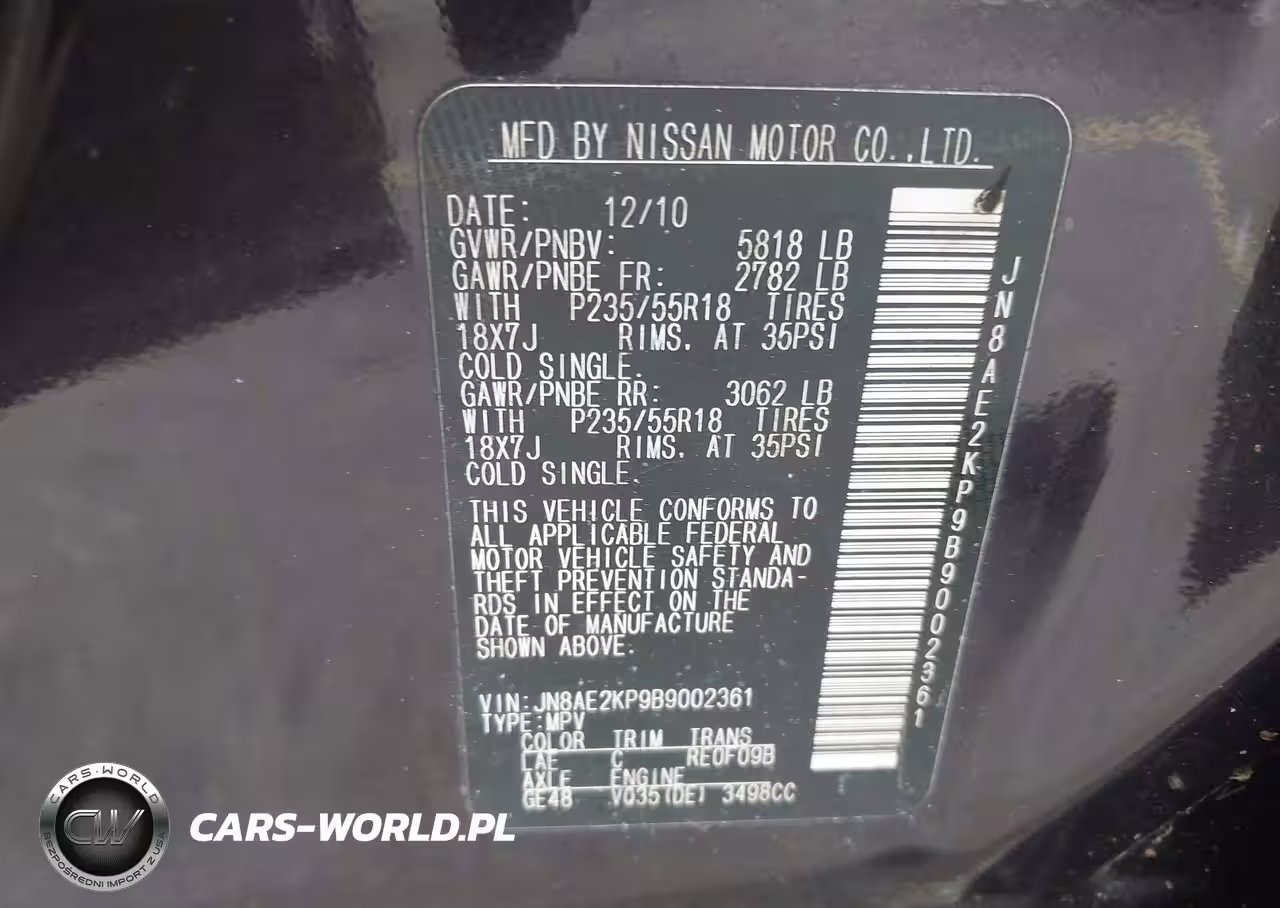 MFD BY NISSAN MOTOR CO.,LTD.
DATE: 12/10
GVWR/PNBV: 5818 LB
GAWR/PNBE FR: 2782 LB
WITH P235/55R18 TIRES
18X7J RIMS. AT 35PSI
COLD SINGLE.
GAWR/PNBE RR: 3062 LB
WITH P235/55R18 TIRES
18X7J RIMS. AT 35PSI
COLD SINGLE.
THIS VEHICLE CONFORMS TO
ALL APPLICABLE FEDERAL
MOTOR VEHICLE SAFETY AND
THEFT PREVENTION STANDA-
RDS IN EFFECT ON THE
DATE OF MANUFACTURE
SHOWN ABOVE.
VIN:JN8AE2KP9B9002361
TYPE:MPV
COLOR TRIM TRANS
LAE C RE0F09B
AXLE ENGINE
GE48 VQ35(DE) 3498CC
JN8AE2KP9B9002361
CARS-WORLD
CW
BEZPOŚREDNI IMPORT Z USA
CARS-WORLD.PL